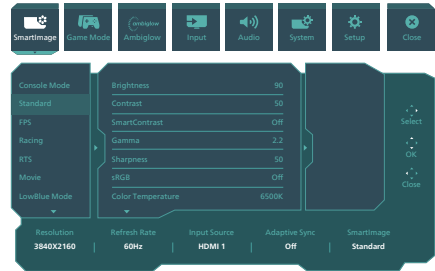 SmartImage
Game Mode
ambiglow
Ambiglow
Input
Audio
System
Setup
Close
Console Mode
Standard
FPS
Racing
RTS
Movie
LowBlue Mode
Brightness 90
Contrast 50
SmartContrast Off
Gamma 2.2
Sharpness 50
sRGB Off
Color Temperature 6500K
Select
OK
Close
Resolution Refresh Rate Input Source Adaptive Sync SmartImage
3840X2160 60Hz HDMI 1 Off Standard